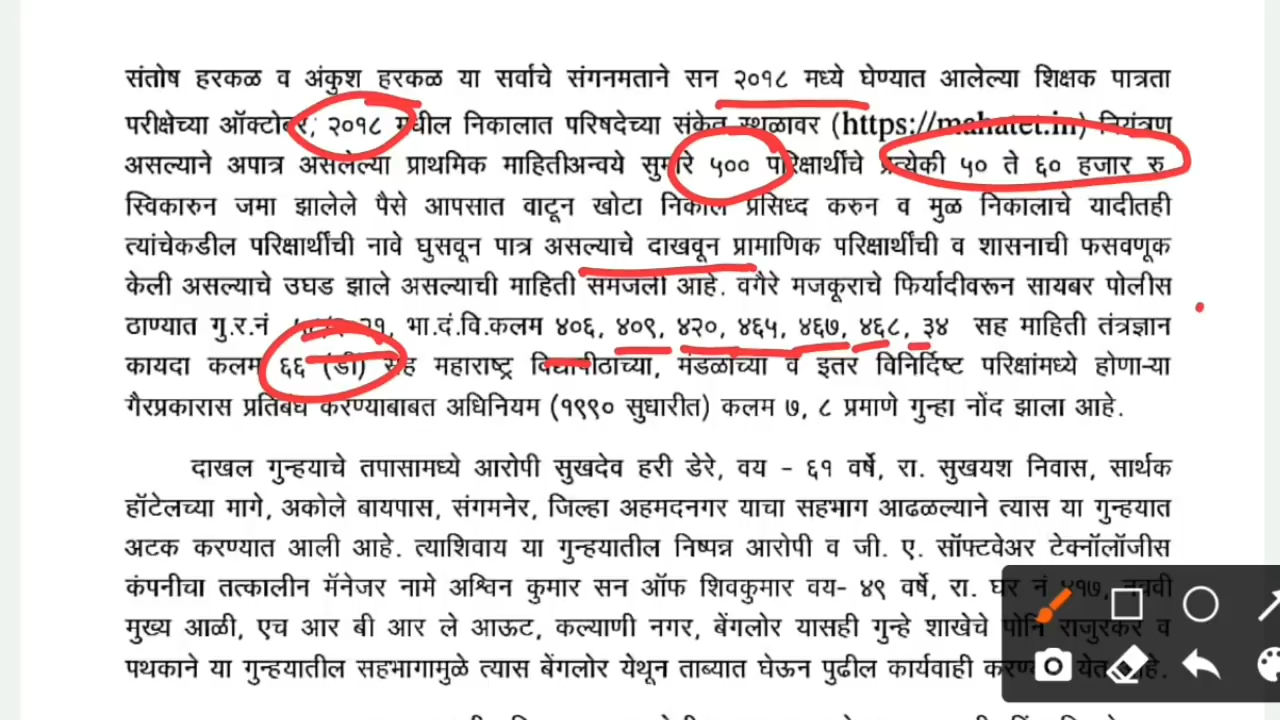 संतोष हरकळ व अंकुश हरकळ या सर्वाचे संगनमताने सन २०१८ मध्ये घेण्यात आलेल्या शिक्षक पात्रता
परीक्षेच्या ऑक्टोबर, २०१८ मधील निकालात परिषदेच्या संकेत स्थळावर (https://mahatet.in) नियंत्रण
असल्याने अपात्र असलेल्या प्राथमिक माहितीअन्वये सुमारे ५०० परिक्षार्थीचे प्रत्येकी ५० ते ६० हजार रु
स्विकारुन जमा झालेले पैसे आपसात वाटून खोटा निकाल प्रसिध्द करुन व मुळ निकालाचे यादीतही
त्यांचेकडील परिक्षार्थींची नावे घुसवून पात्र असल्याचे दाखवून प्रामाणिक परिक्षार्थींची व शासनाची फसवणूक
केली असल्याचे उघड झाले असल्याची माहिती समजली आहे. वगैरे मजकूराचे फिर्यादीवरून सायबर पोलीस
ठाण्यात गु.र.नं भा.दं.वि.कलम ४०६, ४०९, ४२०, ४६५, ४६७, ४६८, ३४ सह माहिती तंत्रज्ञान
कायदा कलम ६६ (डी) सह महाराष्ट्र विद्यापीठाच्या, मंडळाच्या व इतर विनिर्दिष्ट परिक्षांमध्ये होणाऱ्या
गैरप्रकारास प्रतिबंध करण्याबाबत अधिनियम (१९९० सुधारीत) कलम ७, ८ प्रमाणे गुन्हा नोंद झाला आहे.
दाखल गुन्हयाचे तपासामध्ये आरोपी सुखदेव हरी डेरे, वय - ६१ वर्षे, रा. सुखयश निवास, सार्थक
हॉटेलच्या मागे, अकोले बायपास, संगमनेर, जिल्हा अहमदनगर याचा सहभाग आढळल्याने त्यास या गुन्हयात
अटक करण्यात आली आहे. त्याशिवाय या गुन्हयातील निष्पन्न आरोपी व जी. ए. सॉफ्टवेअर टेक्नॉलॉजीस
कंपनीचा तत्कालीन मॅनेजर नामे अश्विन कुमार सन ऑफ शिवकुमार वय- ४९ वर्षे, रा. घर नं ४१७, नववी
मुख्य आळी, एच आर बी आर ले आऊट, कल्याणी नगर, बेंगलोर यासही गुन्हे शाखेचे पोनि राजुरकर व
पथकाने या गुन्हयातील सहभागामुळे त्यास बेंगलोर येथून ताब्यात घेऊन पुढील कार्यवाही करण्यात येत आहे.